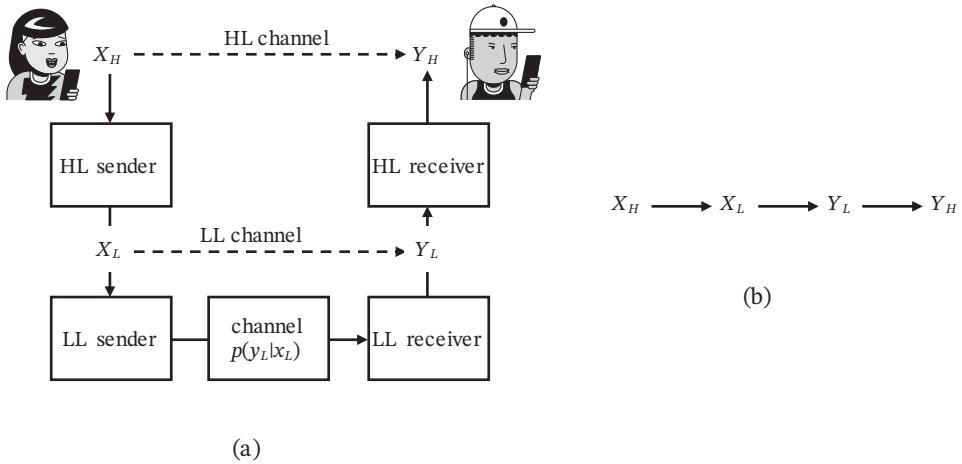 X_H HL channel Y_H
HL sender HL receiver
X_L LL channel Y_L
LL sender channel p(y_L|x_L) LL receiver
(a)
X_H X_L Y_L Y_H
(b)